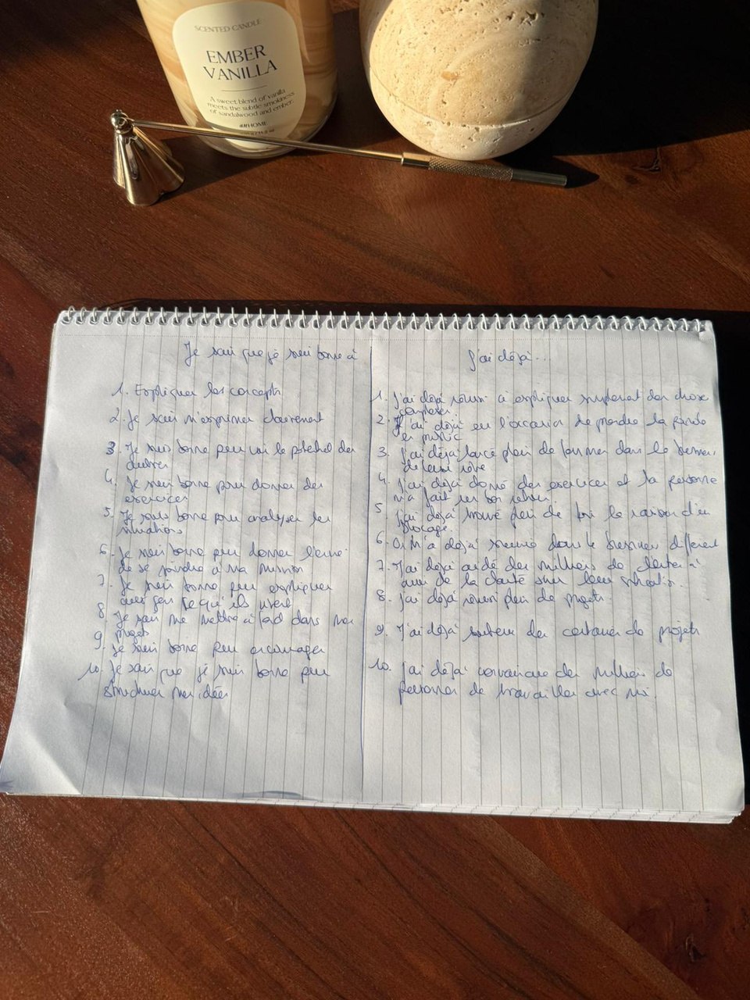 SCENTED CANDLE
EMBER
VANILLA
A sweet blend of vanilla
meets the subtle smokiness
of sandalwood and ember.
HOME
Je sais que je suis bonne à
1. Expliquer les concepts
2. Je sais m'exprimer clairement
3. Je suis bonne pour voir le potentiel des
autres
4. Je suis bonne pour donner des
exercices
5. Je suis bonne pour analyser les
situations
6. Je suis bonne pour donner l'envie
de se joindre à ma mission
7. Je suis bonne pour expliquer
aux gens ce qu'ils vivent
8. Je sais me mettre à fond dans mes
projets
9. Je suis bonne pour encourager
10. Je sais que je suis bonne pour
structurer mes idées
J'ai déjà...
1. J'ai déjà réussi à expliquer simplement des choses
complexes.
2. J'ai déjà eu l'occasion de prendre la parole
en public
3. J'ai déjà lancé plein de femmes dans le business
de leur rêve
4. J'ai déjà donné des exercices et la personne
m'a fait un bon retour.
5. J'ai déjà trouvé plein de fois la raison d'un
blocage.
6. On m'a déjà dans le business différent
7. J'ai déjà aidé des milliers de clientes à
avoir de la clarté sur leur situation.
8. J'ai déjà réussi plein de projets.
9. J'ai déjà soutenu des centaines de projets
10. J'ai déjà convaincue des milliers de
personnes de travailler avec moi.